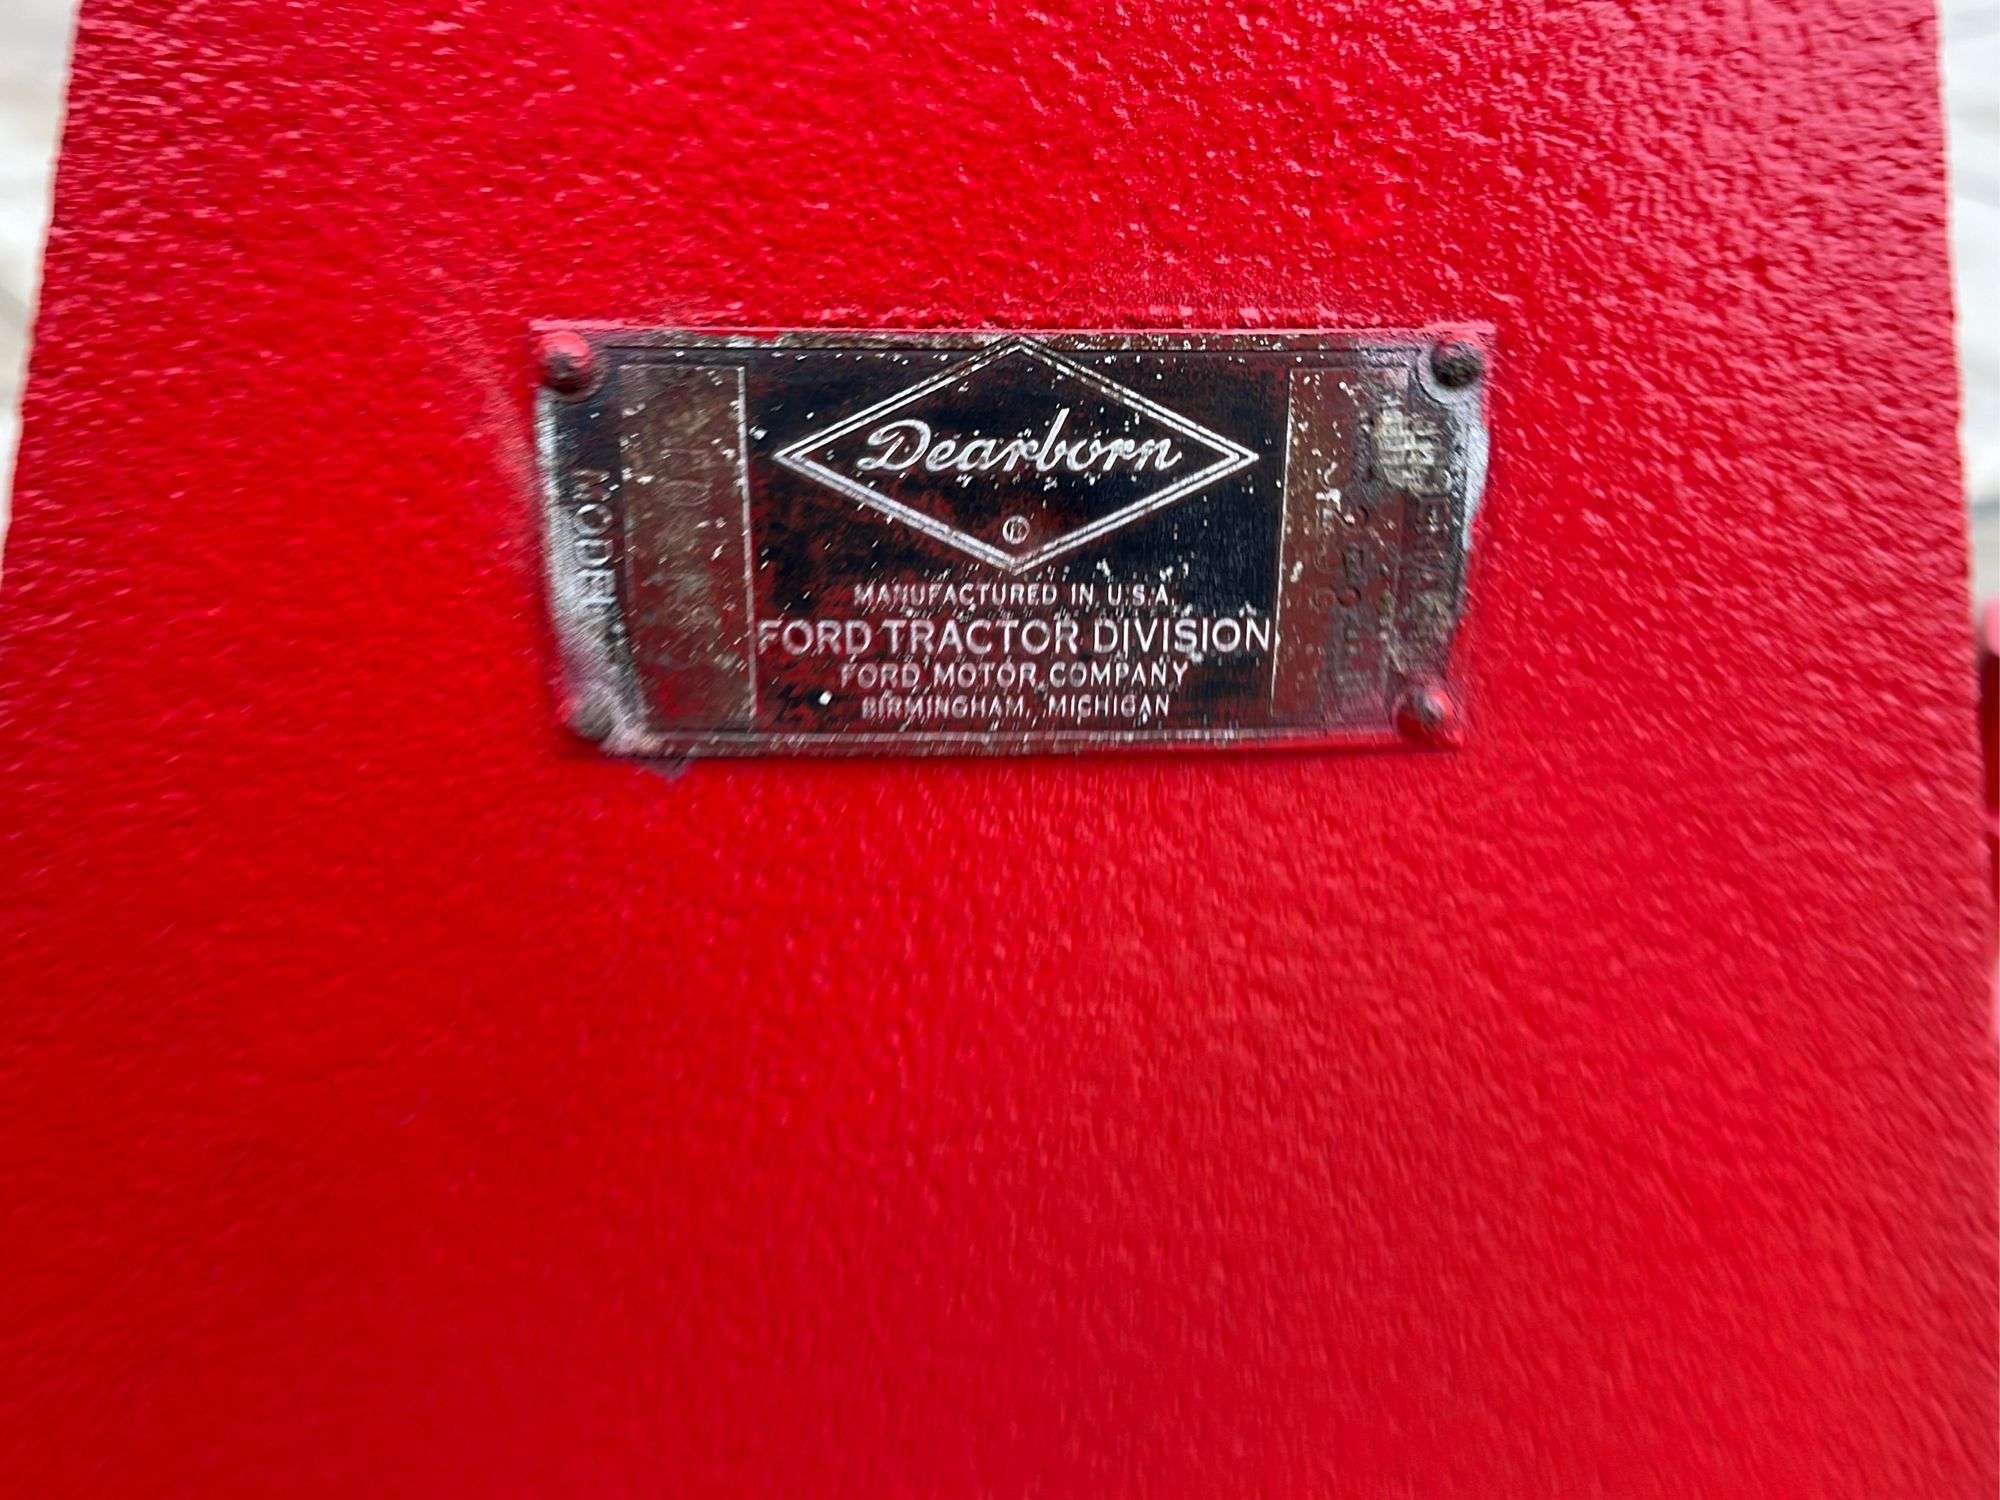 MODEL
Dearborn
®
MANUFACTURED IN U.S.A.
FORD TRACTOR DIVISION
FORD MOTOR COMPANY
BIRMINGHAM, MICHIGAN